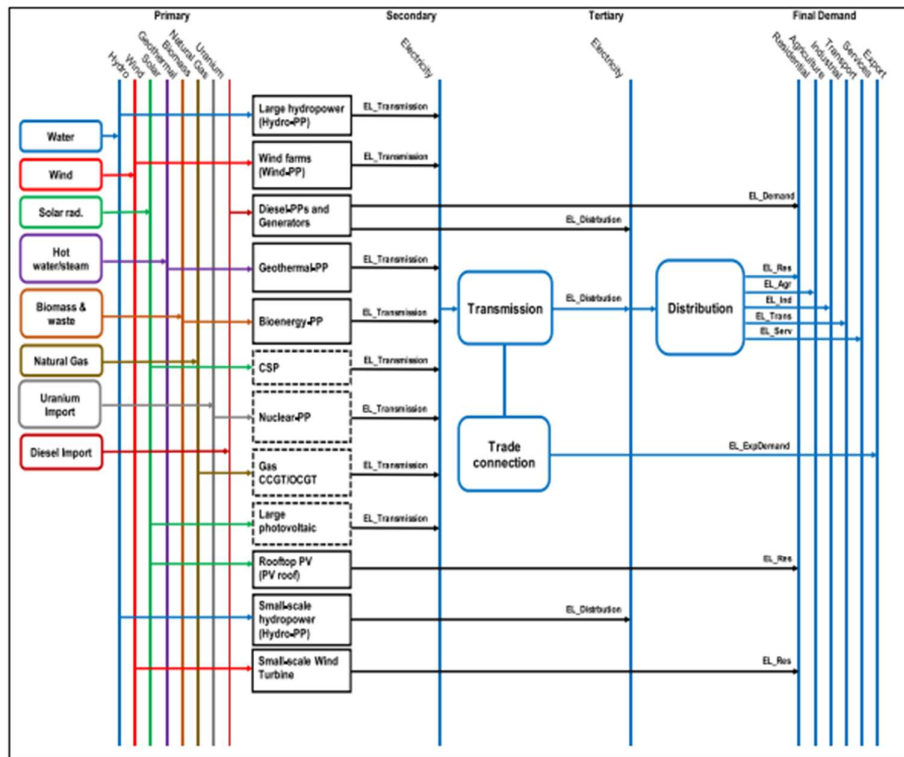 Primary
Secondary
Tertiary
Final Demand
Hydro
Wind
Solar
Geothermal
Biomass
Natural Gas
Uranium
Electricity
Electricity
Residential
Agriculture
Industrial
Transport
Services
Export
Water
Wind
Solar rad.
Hot
water/steam
Biomass &
waste
Natural Gas
Uranium
Import
Diesel Import
Large hydropower
(Hydro-PP)
EL_Transmission
Wind farms
(Wind-PP)
EL_Transmission
Diesel-PPs and
Generators
EL_Demand
EL_Distrbution
Geothermal-PP
EL_Transmission
Bioenergy-PP
EL_Transmission
CSP
EL_Transmission
Nuclear-PP
EL_Transmission
Gas
CCGT/OCGT
EL_Transmission
Large
photovoltaic
EL_Transmission
Rooftop PV
(PV roof)
EL_Res
Small-scale
hydropower
(Hydro-PP)
EL_Distrbution
Small-scale Wind
Turbine
EL_Res
Transmission
EL_Distrbution
Distribution
EL_Res
EL_Agr
EL_Ind
EL_Trans
EL_Serv
Trade
connection
EL_ExpDemand